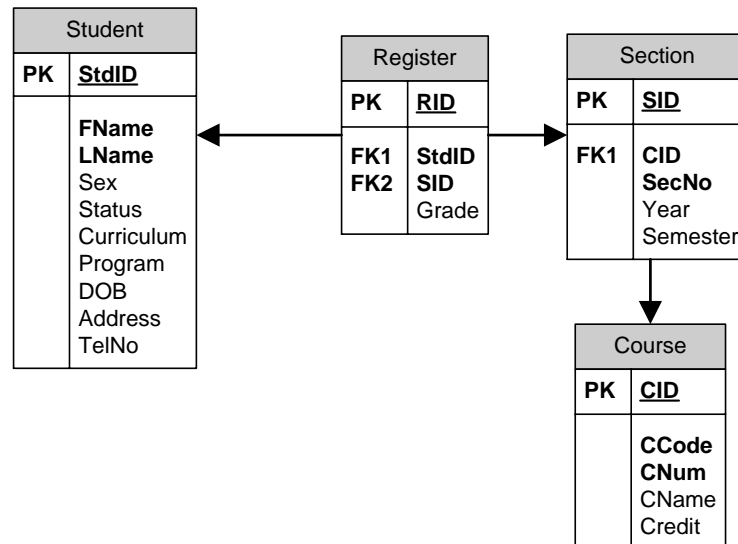 Student
PK StdID
FName
LName
Sex
Status
Curriculum
Program
DOB
Address
TelNo
Register
PK RID
FK1 StdID
FK2 SID
Grade
Section
PK SID
FK1 CID
SecNo
Year
Semester
Course
PK CID
CCode
CNum
CName
Credit